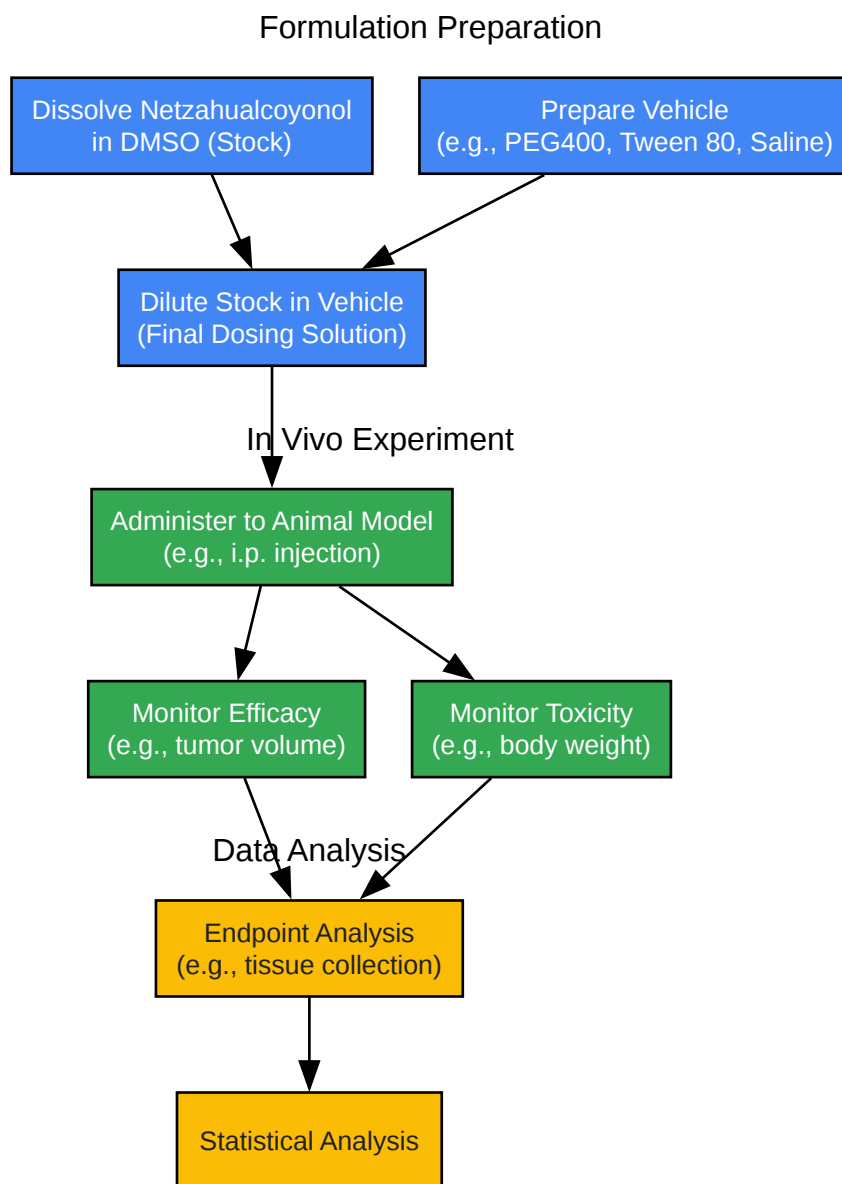 Formulation Preparation
Dissolve Netzahualcoyonol
in DMSO (Stock)
Prepare Vehicle
(e.g., PEG400, Tween 80, Saline)
Dilute Stock in Vehicle
(Final Dosing Solution)
In Vivo Experiment
Administer to Animal Model
(e.g., i.p. injection)
Monitor Efficacy
(e.g., tumor volume)
Monitor Toxicity
(e.g., body weight)
Data Analysis
Endpoint Analysis
(e.g., tissue collection)
Statistical Analysis